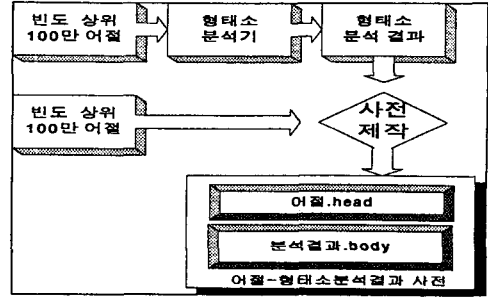 빈도 상위
100만 어절
형태소
분석기
형태소
분석 결과
빈도 상위
100만 어절
사전
제작
어절.head
분석결과.body
어절-형태소분석결과 사전